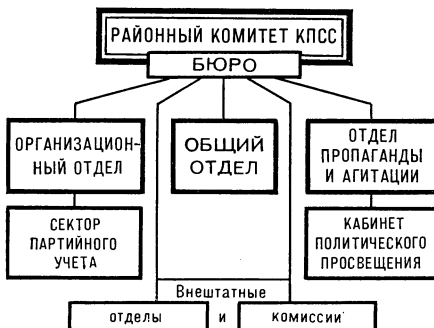 РАЙОННЫЙ КОМИТЕТ КПСС
БЮРО
ОРГАНИЗАЦИОН-
НЫЙ ОТДЕЛ
ОБЩИЙ
ОТДЕЛ
ОТДЕЛ
ПРОПАГАНДЫ
И АГИТАЦИИ
СЕКТОР
ПАРТИЙНОГО
УЧЕТА
КАБИНЕТ
ПОЛИТИЧЕСКОГО
ПРОСВЕЩЕНИЯ
Внештатные
отделы и комиссии